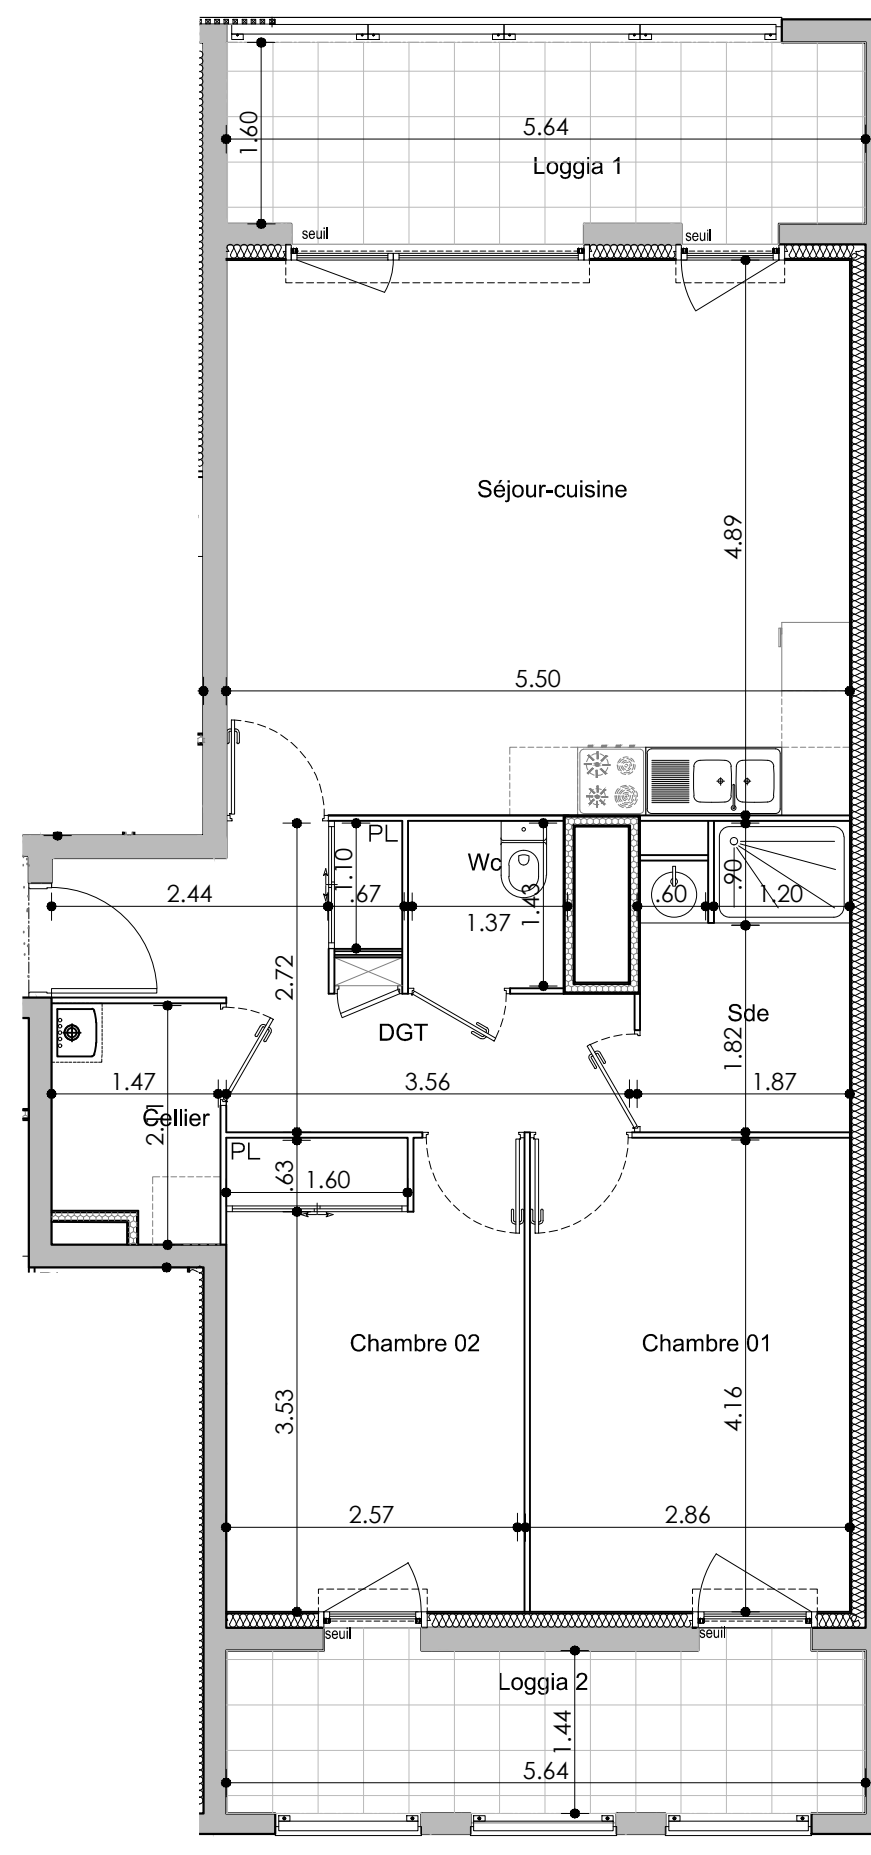 5.64
1.60
Loggia 1
seuil
seuil
Séjour-cuisine
4.89
5.50
PL
1.10
Wc
2.44
.67
1.37
1.43
.60
.90
1.20
2.72
DGT
Sde
1.82
1.47
3.56
1.87
Cellier
PL
.63
1.60
Chambre 02
Chambre 01
3.53
4.16
2.57
2.86
seuil
seuil
Loggia 2
1.44
5.64